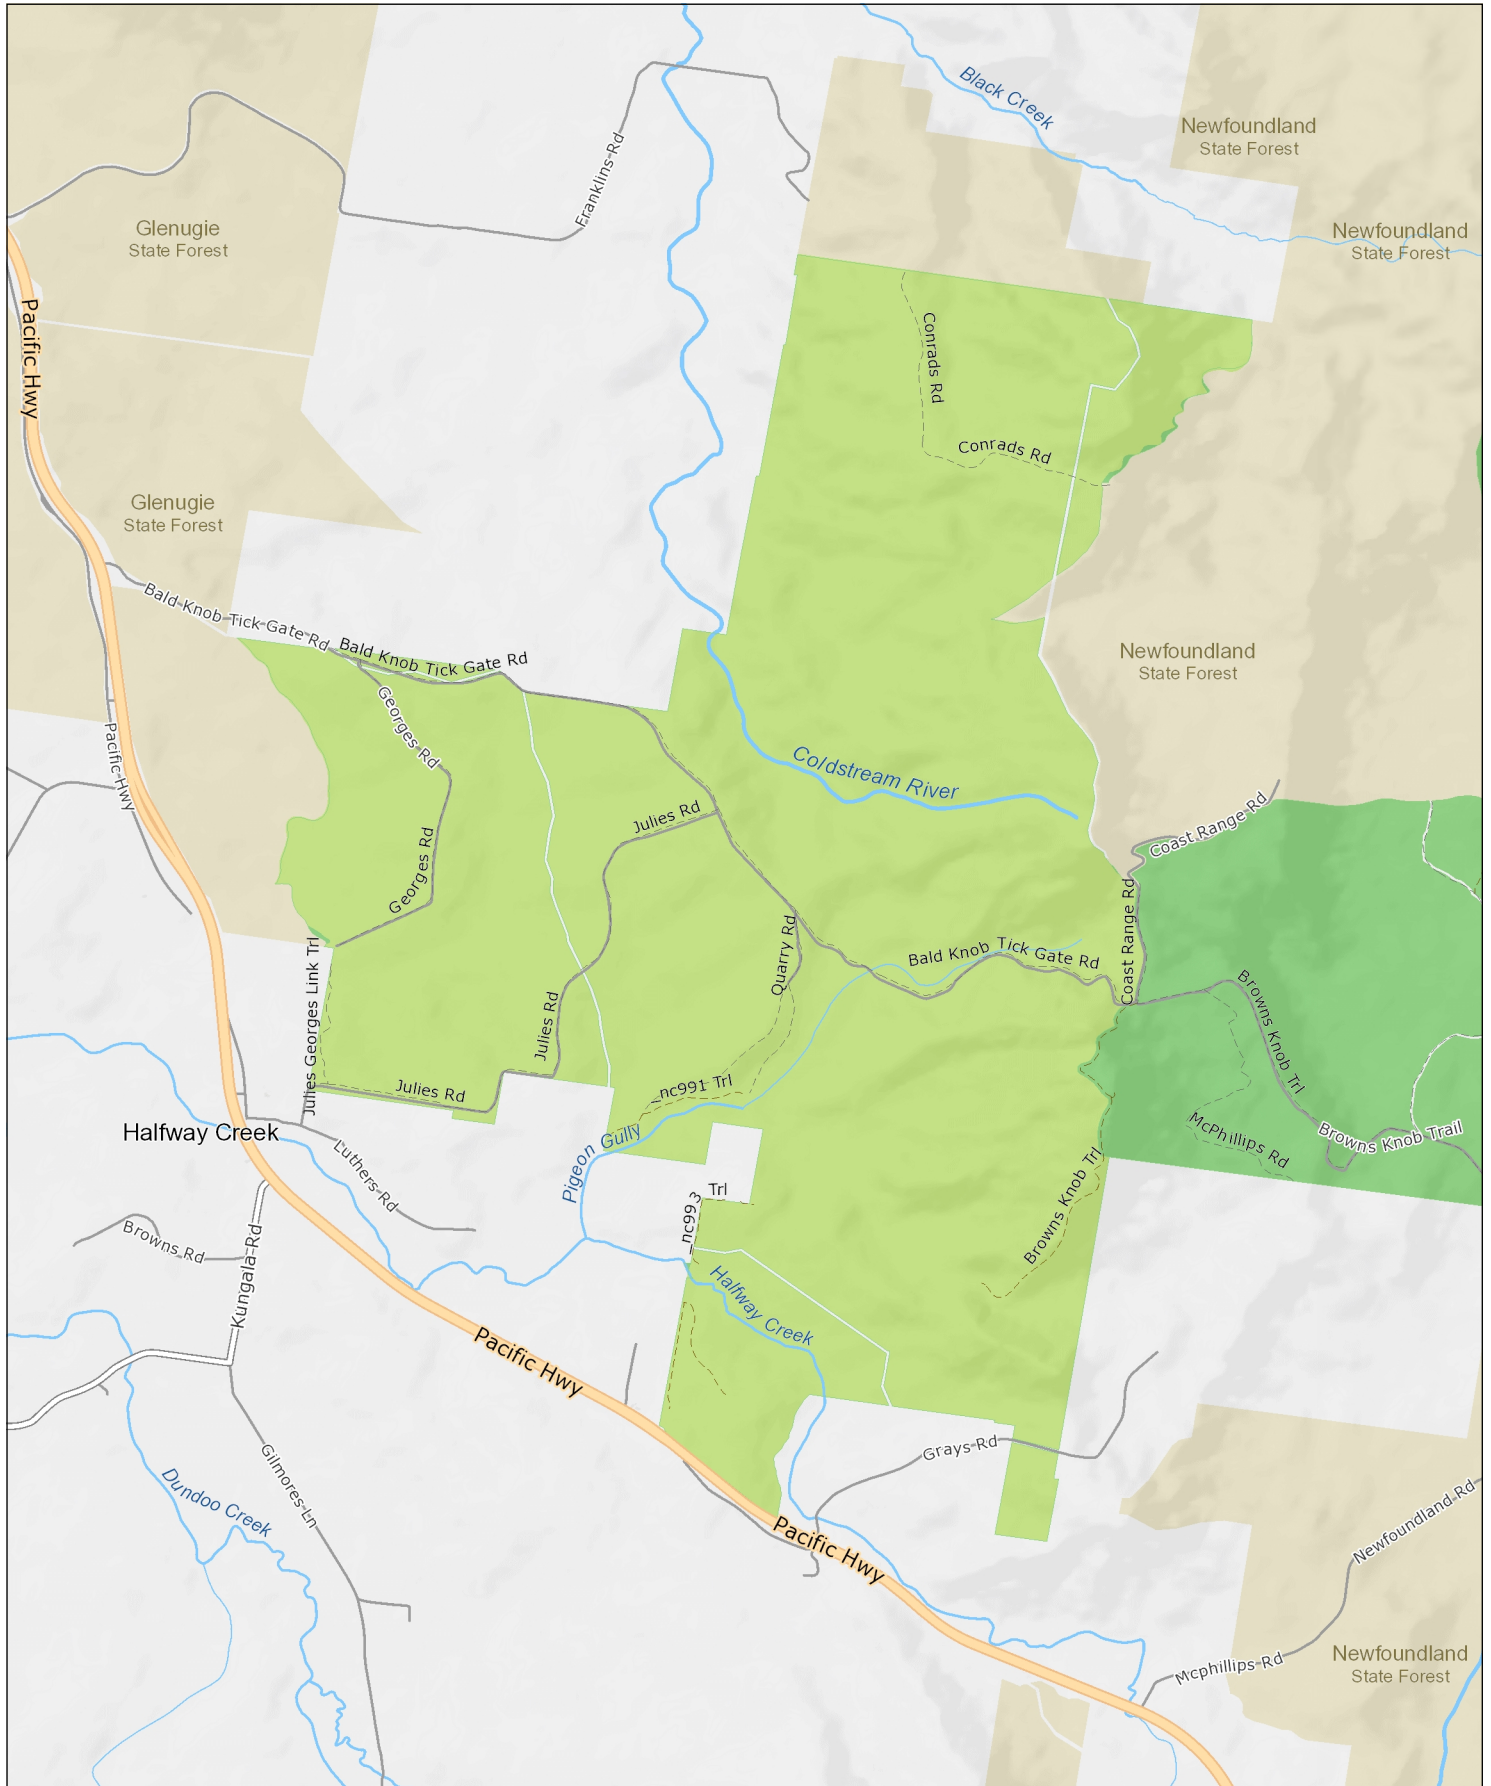 Black Creek
Newfoundland
State Forest
Franklins Rd
Glenugie
State Forest
Newfoundland
State Forest
Pacific Hwy
Conrads Rd
Conrads Rd
Glenugie
State Forest
Bald Knob Tick Gate Rd
Bald Knob Tick Gate Rd
Newfoundland
State Forest
Georges Rd
Pacific Hwy
Coldstream River
Julies Rd
Coast Range Rd
Georges Rd
Coast Range Rd
Quarry Rd
Bald Knob Tick Gate Rd
Julies Georges Link Trl
Julies Rd
Browns Knob Trl
Julies Rd
_nc991 Trl
Halfway Creek
Pigeon Gully
McPhillips Rd
Browns Knob Trail
Luthers Rd
Trl
_nc993
Browns Knob Trl
Browns Rd
Kungala Rd
Halfway Creek
Pacific Hwy
Grays Rd
Gilmores Ln
Dundoo Creek
Pacific Hwy
Newfoundland Rd
Mcphillips Rd
Newfoundland
State Forest